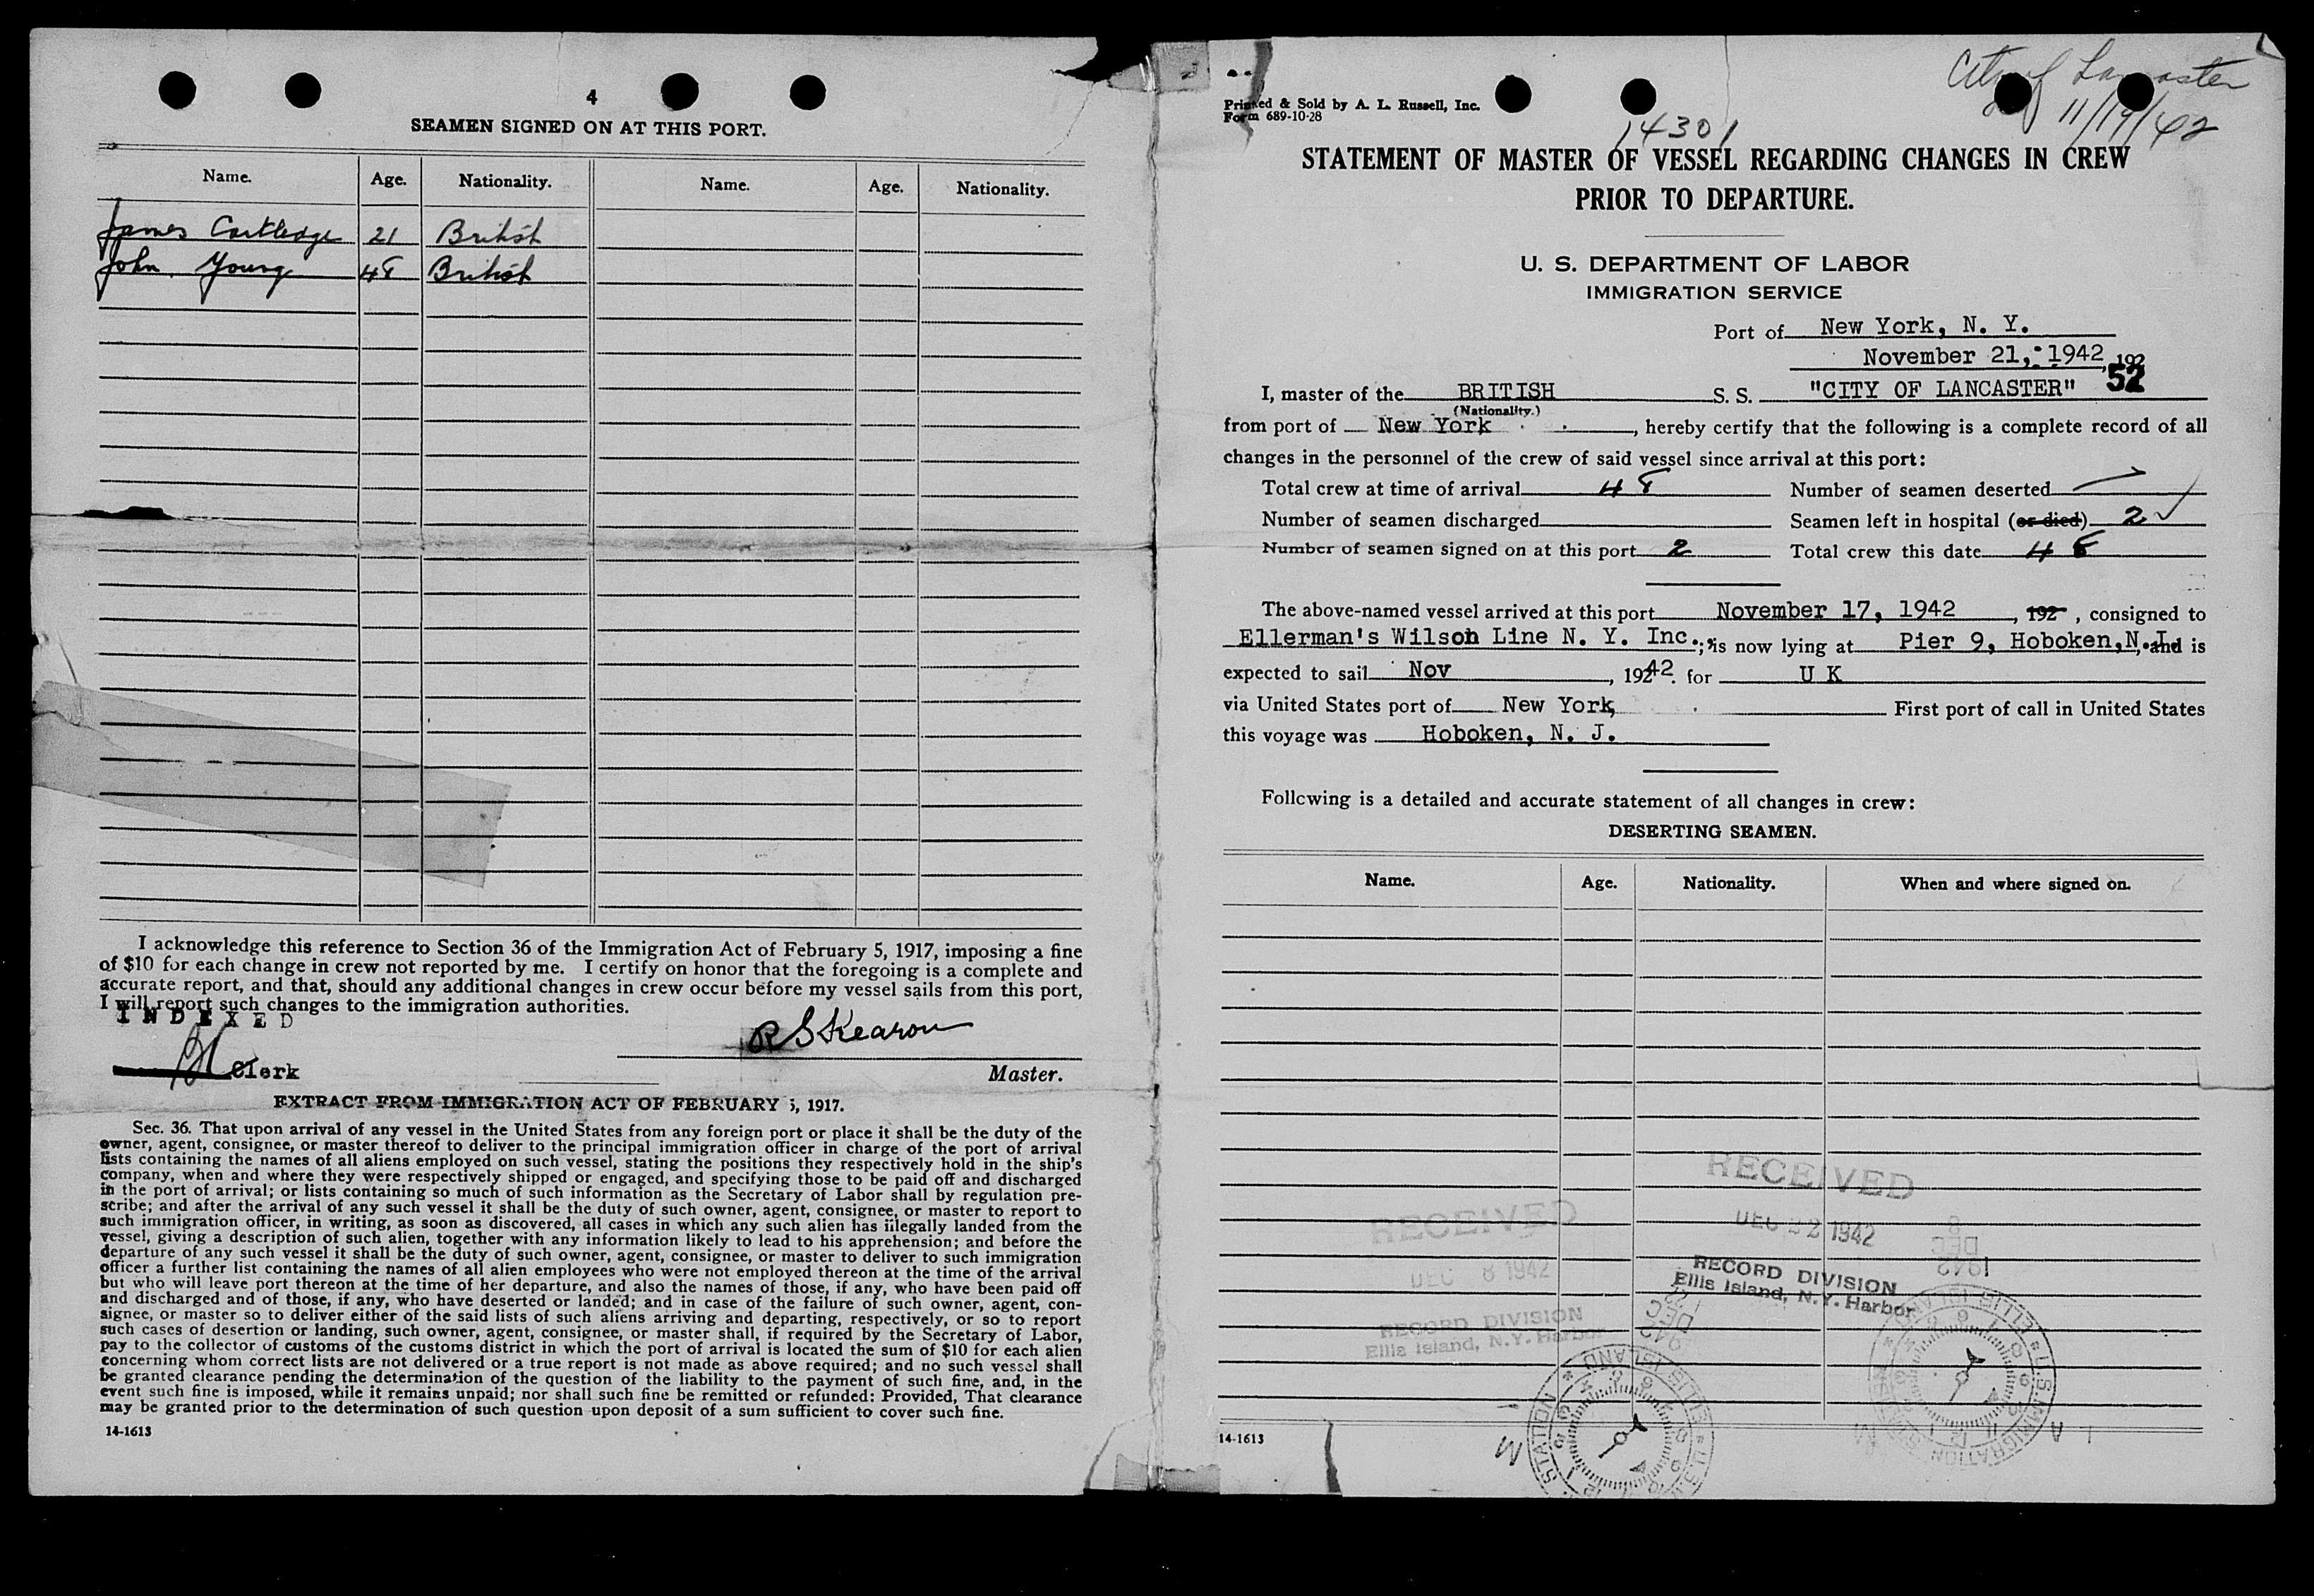 4
SEAMEN SIGNED ON AT THIS PORT.
Name. Age. Nationality. Name. Age. Nationality.
James Cartledge 21 British
John. Young 48 British
I acknowledge this reference to Section 36 of the Immigration Act of February 5, 1917, imposing a fine
of $10 for each change in crew not reported by me. I certify on honor that the foregoing is a complete and
accurate report, and that, should any additional changes in crew occur before my vessel sails from this port,
I will report such changes to the immigration authorities.
INDEXED
R S Kearon
Clerk
Master.
EXTRACT FROM IMMIGRATION ACT OF FEBRUARY 5, 1917.
Sec. 36. That upon arrival of any vessel in the United States from any foreign port or place it shall be the duty of the
owner, agent, consignee, or master thereof to deliver to the principal immigration officer in charge of the port of arrival
lists containing the names of all aliens employed on such vessel, stating the positions they respectively hold in the ship's
company, when and where they were respectively shipped or engaged, and specifying those to be paid off and discharged
in the port of arrival; or lists containing so much of such information as the Secretary of Labor shall by regulation pre-
scribe; and after the arrival of any such vessel it shall be the duty of such owner, agent, consignee, or master to report to
such immigration officer, in writing, as soon as discovered, all cases in which any such alien has illegally landed from the
vessel, giving a description of such alien, together with any information likely to lead to his apprehension; and before the
departure of any such vessel it shall be the duty of such owner, agent, consignee, or master to deliver to such immigration
officer a further list containing the names of all alien employees who were not employed thereon at the time of the arrival
but who will leave port thereon at the time of her departure, and also the names of those, if any, who have been paid off
and discharged and of those, if any, who have deserted or landed; and in case of the failure of such owner, agent, con-
signee, or master so to deliver either of the said lists of such aliens arriving and departing, respectively, or so to report
such cases of desertion or landing, such owner, agent, consignee, or master shall, if required by the Secretary of Labor,
pay to the collector of customs of the customs district in which the port of arrival is located the sum of $10 for each alien
concerning whom correct lists are not delivered or a true report is not made as above required; and no such vessel shall
be granted clearance pending the determination of the question of the liability to the payment of such fine, and, in the
event such fine is imposed, while it remains unpaid; nor shall such fine be remitted or refunded: Provided, That clearance
may be granted prior to the determination of such question upon deposit of a sum sufficient to cover such fine.
14-1613
City of Lancaster
11/19/42
Printed & Sold by A. L. Russell, Inc.
Form 689-10-28
14301
STATEMENT OF MASTER OF VESSEL REGARDING CHANGES IN CREW
PRIOR TO DEPARTURE.
U. S. DEPARTMENT OF LABOR
IMMIGRATION SERVICE
Port of New York, N. Y.
November 21, 1942, 192
52
I, master of the BRITISH S. S. "CITY OF LANCASTER"
(Nationality.)
from port of New York, hereby certify that the following is a complete record of all
changes in the personnel of the crew of said vessel since arrival at this port:
Total crew at time of arrival 48 Number of seamen deserted —
Number of seamen discharged Seamen left in hospital (or died) 2 ✓
Number of seamen signed on at this port 2 Total crew this date 48
The above-named vessel arrived at this port November 17, 1942, 192 , consigned to
Ellerman's Wilson Line N. Y. Inc.; is now lying at Pier 9, Hoboken, N.J., and is
expected to sail Nov, 19242. for U K
via United States port of New York, First port of call in United States
this voyage was Hoboken, N. J.
Following is a detailed and accurate statement of all changes in crew:
DESERTING SEAMEN.
Name. Age. Nationality. When and where signed on.
RECEIVED
DEC 22 1942
RECORD DIVISION
Ellis Island, N.Y. Harbor
RECEIVED
DEC 8 1942
RECORD DIVISION
Ellis Island, N.Y. Harbor
8
DEC
1942
DEC
1942
U.S. IMMIGRATION STATION * ELLIS ISLAND *
STATION * ELLIS ISLAND * U.S.
14-1613